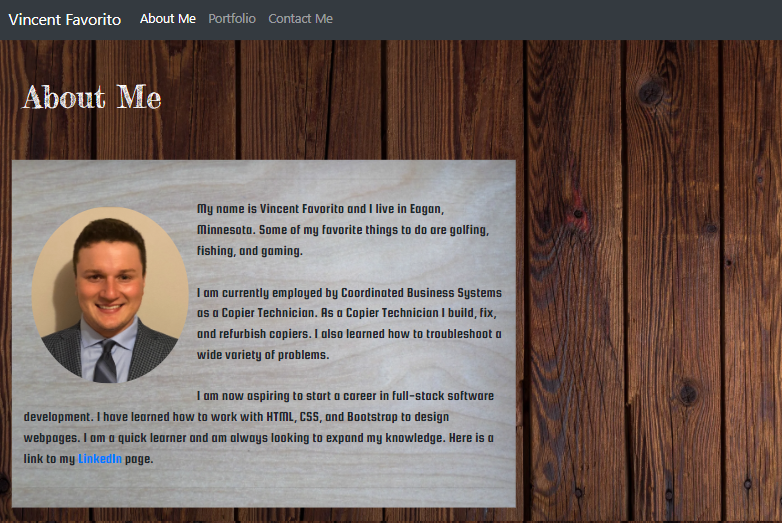 Vincent Favorito About Me Portfolio Contact Me
About Me
My name is Vincent Favorito and I live in Eagan,
Minnesota. Some of my favorite things to do are golfing,
fishing, and gaming.
I am currently employed by Coordinated Business Systems
as a Copier Technician. As a Copier Technician I build, fix,
and refurbish copiers. I also learned how to troubleshoot a
wide variety of problems.
I am now aspiring to start a career in full-stack software
development. I have learned how to work with HTML, CSS, and Bootstrap to design
webpages. I am a quick learner and am always looking to expand my knowledge. Here is a
link to my LinkedIn page.